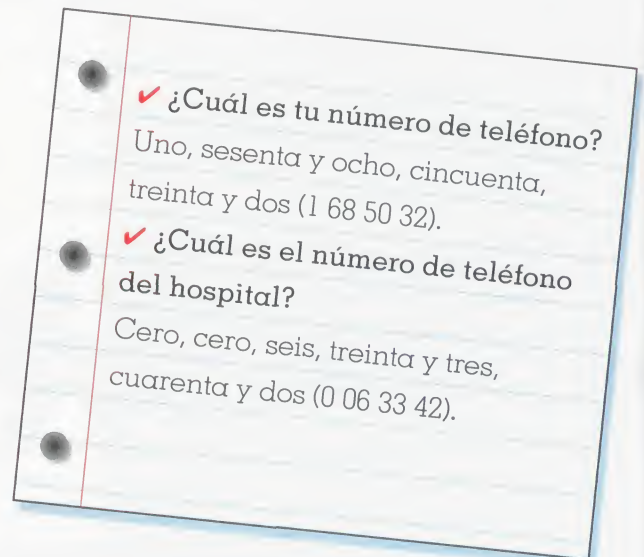 ✔ ¿Cuál es tu número de teléfono?
Uno, sesenta y ocho, cincuenta,
treinta y dos (1 68 50 32).
✔ ¿Cuál es el número de teléfono
del hospital?
Cero, cero, seis, treinta y tres,
cuarenta y dos (0 06 33 42).